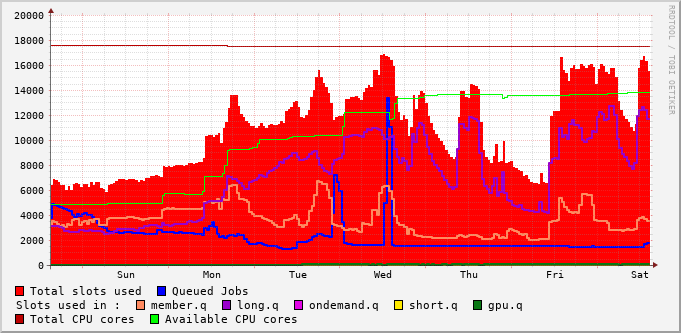 20000
18000
16000
14000
12000
10000
8000
6000
4000
2000
0
Sun Mon Tue Wed Thu Fri Sat
RRDTOOL / TOBI OETIKER
Total slots used Queued Jobs
Slots used in : member.q long.q ondemand.q short.q gpu.q
Total CPU cores Available CPU cores